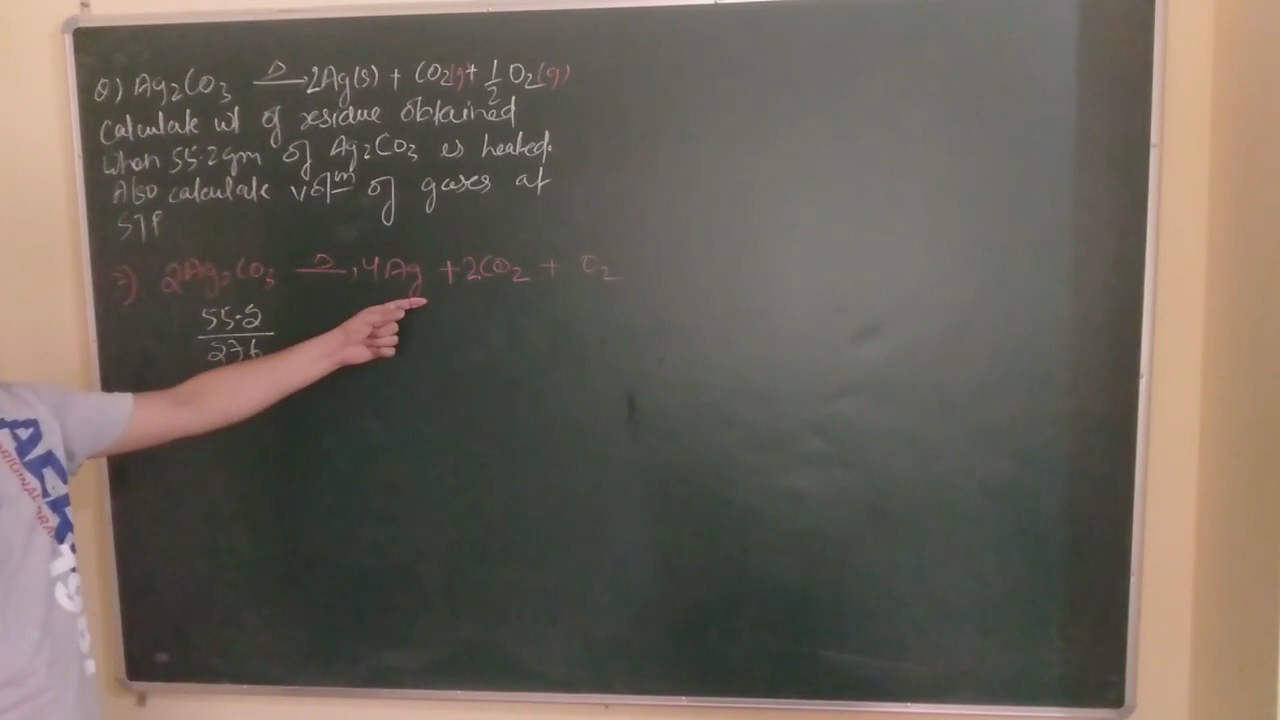 Q) Ag₂CO₃ →Δ 2Ag(s) + CO₂(g)+ 1/2 O₂(g)
Calculate wt of residue obtained
when 55.2gm of Ag₂CO₃ is heated.
Also calculate volᵐ of gases at
STP.
⇒) 2Ag₂CO₃ →Δ 4Ag + 2CO₂ + O₂
55.2
276
ORIGINAL